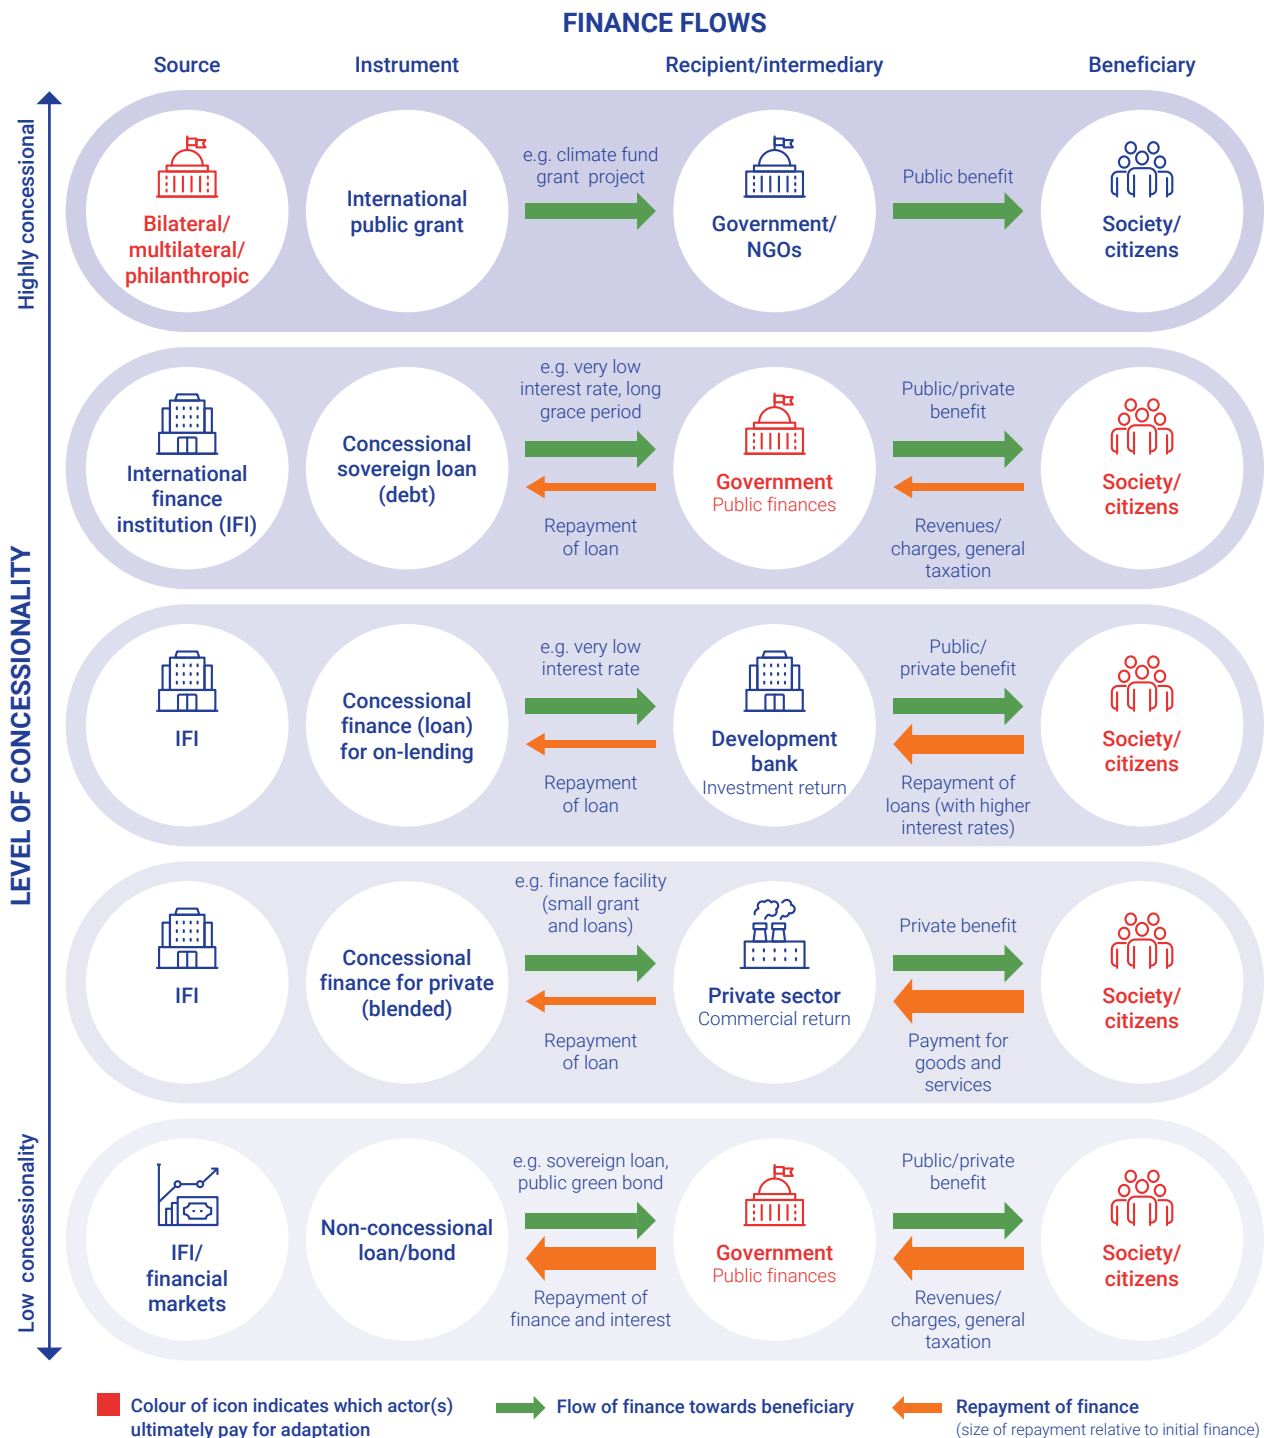 FINANCE FLOWS
Source
Instrument
Recipient/intermediary
Beneficiary
LEVEL OF CONCESSIONALITY
Highly concessional
Bilateral/
multilateral/
philanthropic
International
public grant
e.g. climate fund
grant project
Government/
NGOs
Public benefit
Society/
citizens
International
finance
institution (IFI)
Concessional
sovereign loan
(debt)
e.g. very low
interest rate, long
grace period
Repayment
of loan
Government
Public finances
Public/private
benefit
Revenues/
charges, general
taxation
Society/
citizens
IFI
Concessional
finance (loan)
for on-lending
e.g. very low
interest rate
Repayment
of loan
Development
bank
Investment return
Public/
private benefit
Repayment of
loans (with higher
interest rates)
Society/
citizens
IFI
Concessional
finance for private
(blended)
e.g. finance facility
(small grant
and loans)
Repayment
of loan
Private sector
Commercial return
Private benefit
Payment for
goods and
services
Society/
citizens
Low concessionality
IFI/
financial
markets
Non-concessional
loan/bond
e.g. sovereign loan,
public green bond
Repayment of
finance and interest
Government
Public finances
Public/private
benefit
Revenues/
charges, general
taxation
Society/
citizens
Colour of icon indicates which actor(s)
ultimately pay for adaptation
Flow of finance towards beneficiary
Repayment of finance
(size of repayment relative to initial finance)